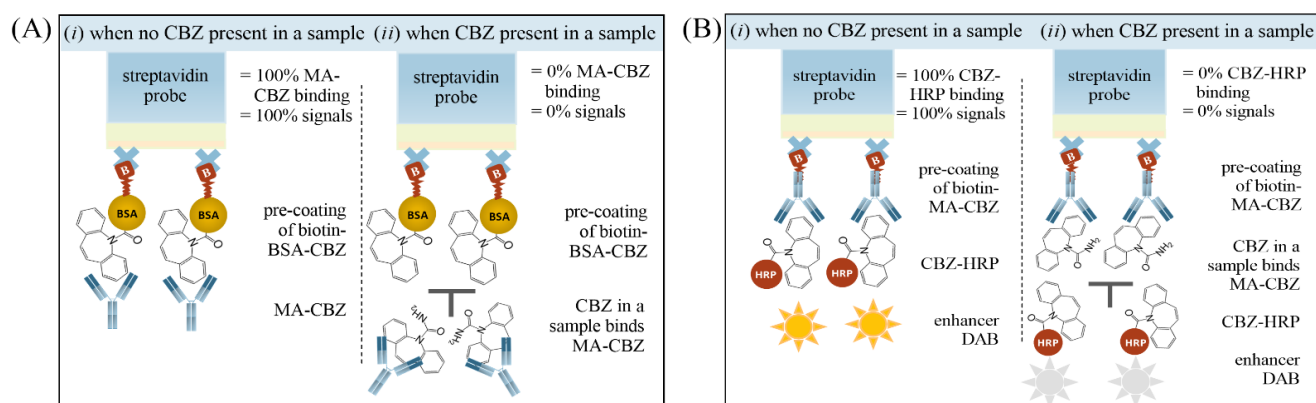 (A)
(i) when no CBZ present in a sample
(ii) when CBZ present in a sample
streptavidin
probe
= 100% MA-
CBZ binding
= 100% signals
B
B
BSA
BSA
N
O
N
O
pre-coating
of biotin-
BSA-CBZ
MA-CBZ
streptavidin
probe
= 0% MA-CBZ
binding
= 0% signals
B
B
BSA
BSA
N
O
N
O
pre-coating
of biotin-
BSA-CBZ
NH2
N
O
NH2
N
O
CBZ in a
sample binds
MA-CBZ
(B)
(i) when no CBZ present in a sample
(ii) when CBZ present in a sample
streptavidin
probe
= 100% CBZ-
HRP binding
= 100% signals
B
B
pre-coating
of biotin-
MA-CBZ
O
N
O
N
HRP
HRP
CBZ-HRP
enhancer
DAB
streptavidin
probe
= 0% CBZ-HRP
binding
= 0% signals
B
B
pre-coating
of biotin-
MA-CBZ
N
NH2
O
N
NH2
O
CBZ in a
sample binds
MA-CBZ
O
N
O
N
HRP
HRP
CBZ-HRP
enhancer
DAB